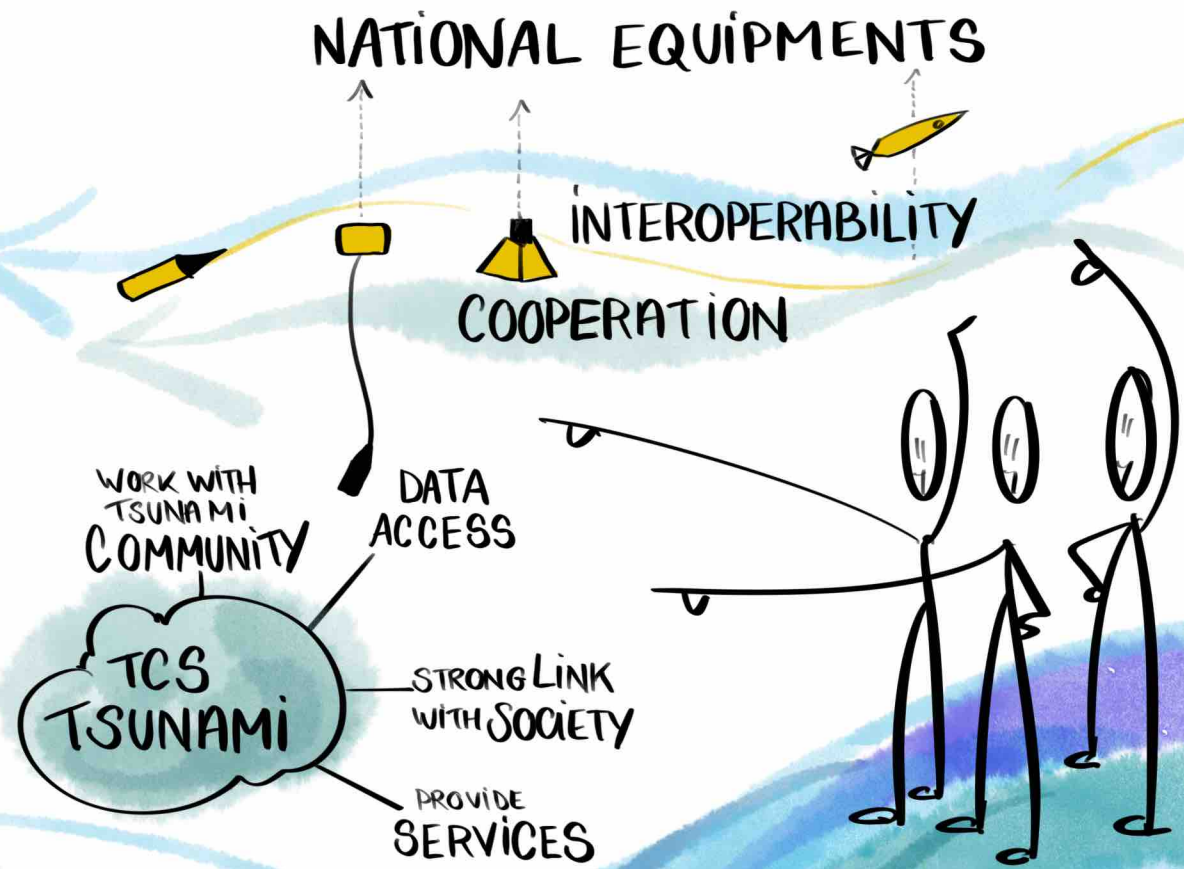 NATIONAL EQUIPMENTS
INTEROPERABILITY
COOPERATION
WORK WITH
TSUNAMI
COMMUNITY
DATA
ACCESS
TCS
TSUNAMI
STRONG LINK
WITH SOCIETY
PROVIDE
SERVICES